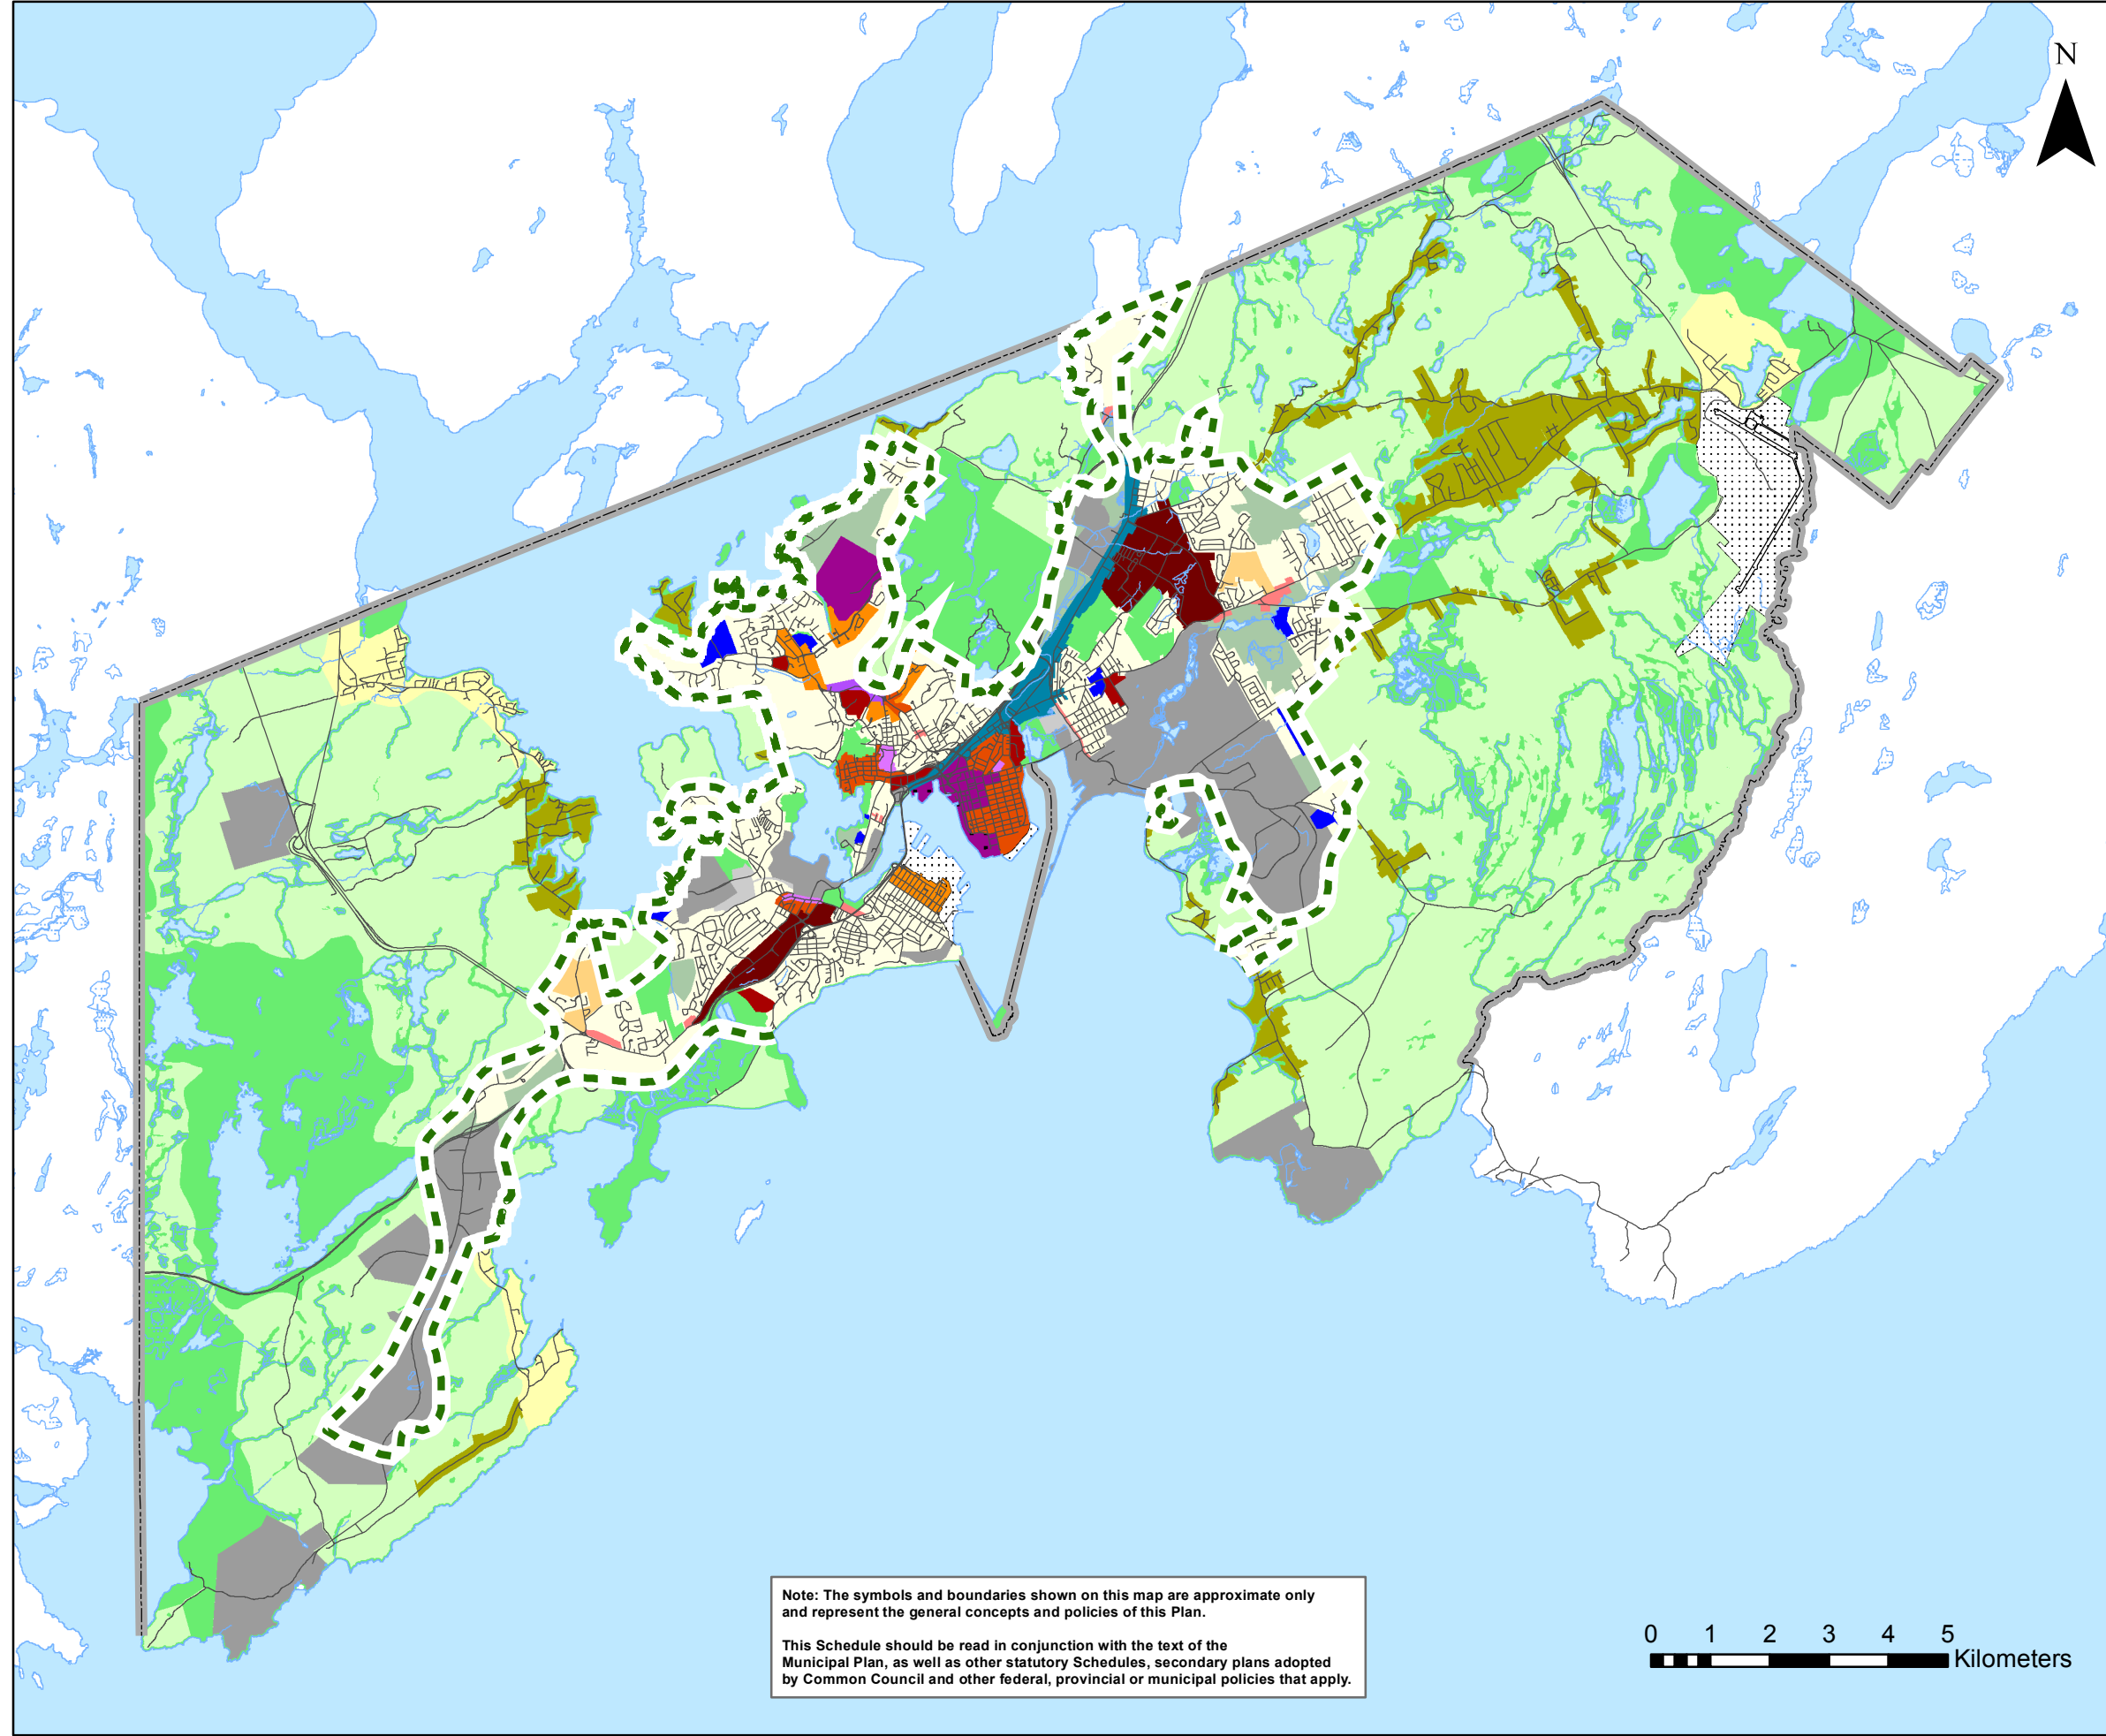 N
Note: The symbols and boundaries shown on this map are approximate only
and represent the general concepts and policies of this Plan.
This Schedule should be read in conjunction with the text of the
Municipal Plan, as well as other statutory Schedules, secondary plans adopted
by Common Council and other federal, provincial or municipal policies that apply.
0 1 2 3 4 5
Kilometers